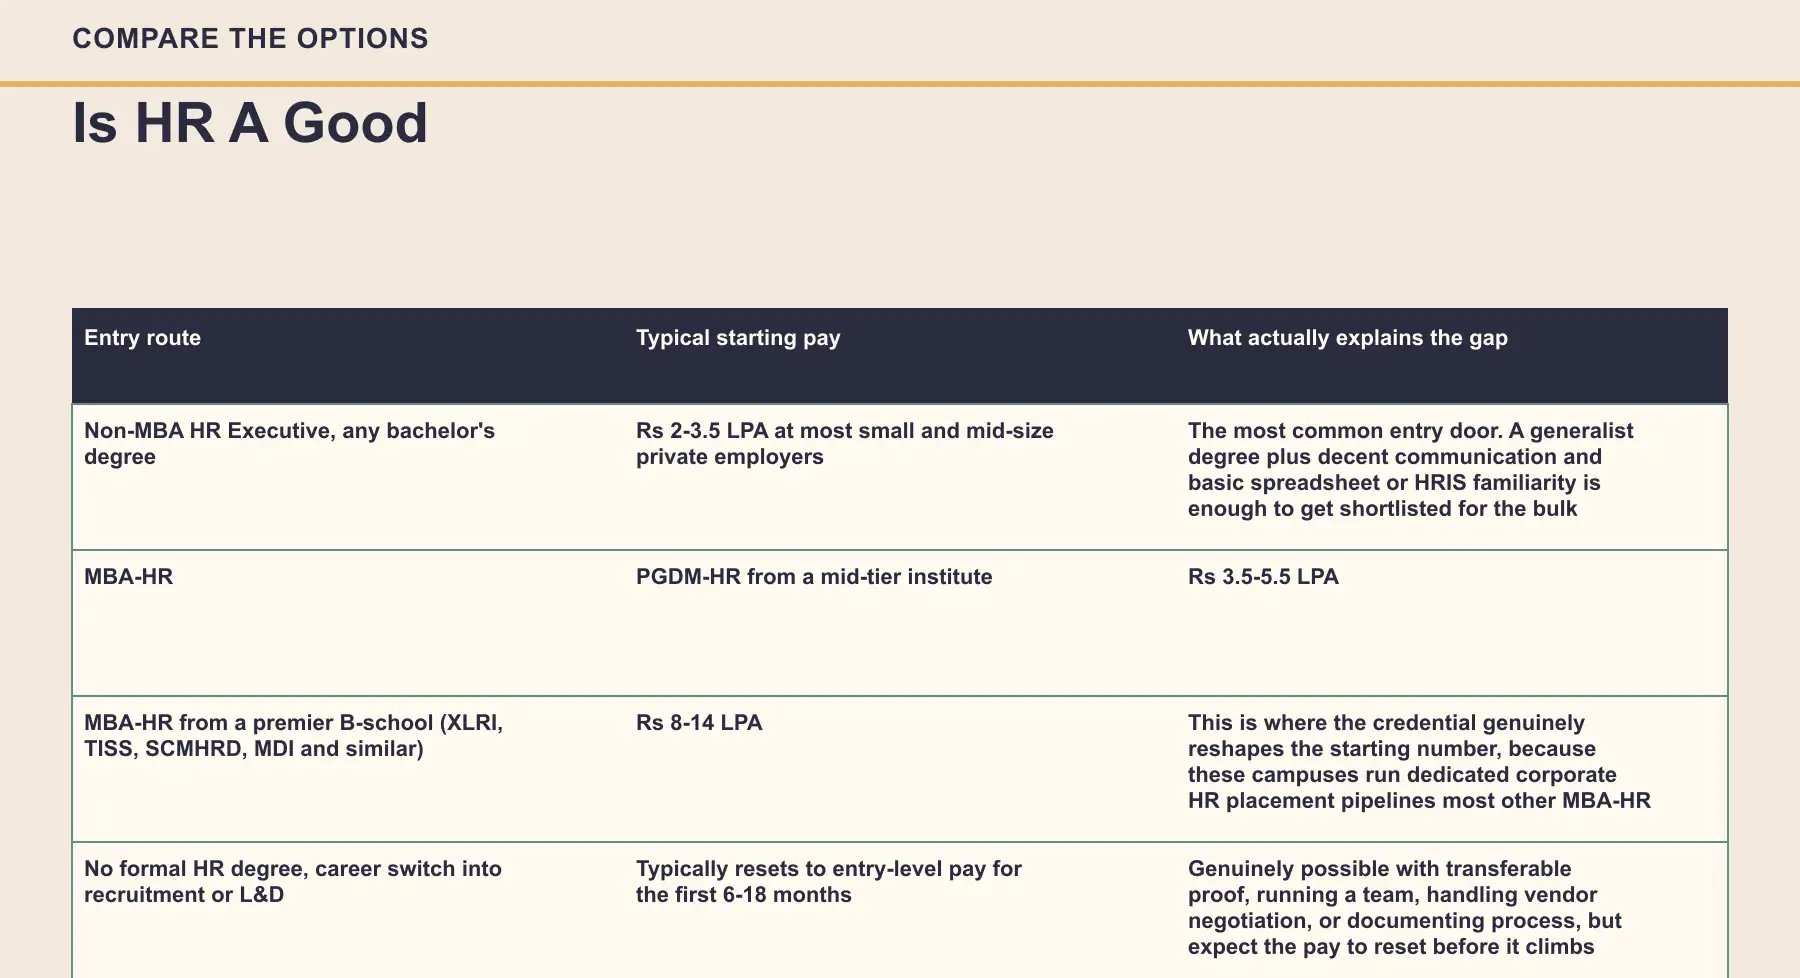 COMPARE THE OPTIONS
Is HR A Good
Entry route
Typical starting pay
What actually explains the gap
Non-MBA HR Executive, any bachelor's
degree
Rs 2-3.5 LPA at most small and mid-size
private employers
The most common entry door. A generalist
degree plus decent communication and
basic spreadsheet or HRIS familiarity is
enough to get shortlisted for the bulk
MBA-HR
PGDM-HR from a mid-tier institute
Rs 3.5-5.5 LPA
MBA-HR from a premier B-school (XLRI,
TISS, SCMHRD, MDI and similar)
Rs 8-14 LPA
This is where the credential genuinely
reshapes the starting number, because
these campuses run dedicated corporate
HR placement pipelines most other MBA-HR
No formal HR degree, career switch into
recruitment or L&D
Typically resets to entry-level pay for
the first 6-18 months
Genuinely possible with transferable
proof, running a team, handling vendor
negotiation, or documenting process, but
expect the pay to reset before it climbs